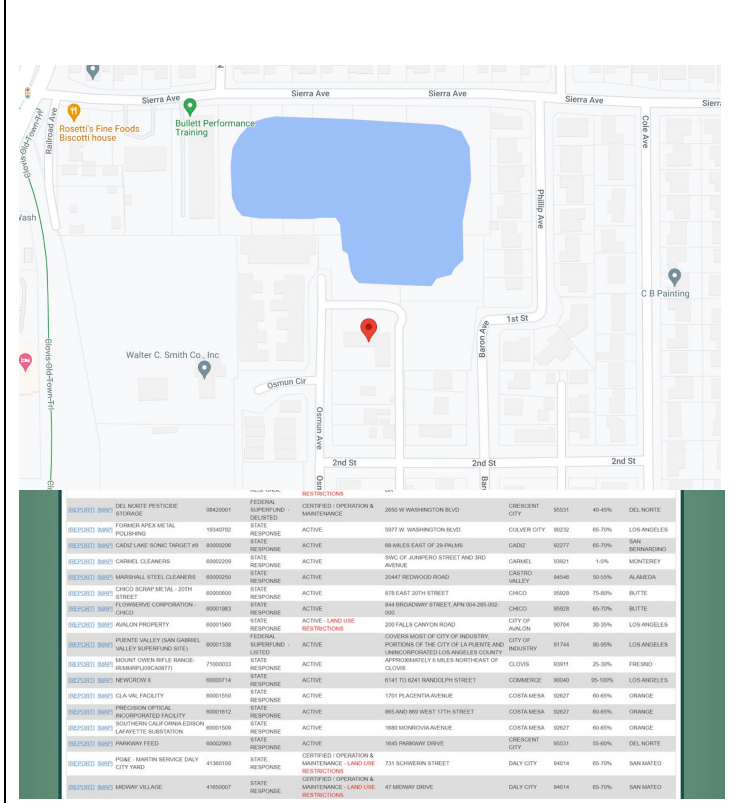 Sierra Ave
Sierra Ave
Sierra Ave
Sierra Ave
Sierra
Clovis Old-Town-Trl
Railroad Ave
Rosetti's Fine Foods
Biscotti house
Bullett Performance
Training
Cole Ave
Phillip Ave
C B Painting
1st St
Baron Ave
Walter C. Smith Co., Inc
Clovis-Old-Town-Trl
Osmun Cir
Osmun Ave
2nd St
2nd St
2nd St
RESTRICTIONS
[REPORT] [MAP] DEL NORTE PESTICIDE STORAGE 08420001 FEDERAL SUPERFUND - DELISTED CERTIFIED / OPERATION & MAINTENANCE 2650 W WASHINGTON BLVD CRESCENT CITY 95531 40-45% DEL NORTE
[REPORT] [MAP] FORMER APEX METAL POLISHING 19340792 STATE RESPONSE ACTIVE 5977 W. WASHINGTON BLVD. CULVER CITY 90232 65-70% LOS ANGELES
[REPORT] [MAP] CADIZ LAKE SONIC TARGET #9 80000206 STATE RESPONSE ACTIVE 66-MILES EAST OF 29-PALMS CADIZ 92277 65-70% SAN BERNARDINO
[REPORT] [MAP] CARMEL CLEANERS 60002209 STATE RESPONSE ACTIVE SWC OF JUNIPERO STREET AND 3RD AVENUE CARMEL 93921 1-5% MONTEREY
[REPORT] [MAP] MARSHALL STEEL CLEANERS 60000250 STATE RESPONSE ACTIVE 20447 REDWOOD ROAD CASTRO VALLEY 94546 50-55% ALAMEDA
[REPORT] [MAP] CHICO SCRAP METAL - 20TH STREET 60000800 STATE RESPONSE ACTIVE 878 EAST 20TH STREET CHICO 95928 75-80% BUTTE
[REPORT] [MAP] FLOWSERVE CORPORATION - CHICO 60001983 STATE RESPONSE ACTIVE 844 BROADWAY STREET, APN 004-285-002-000 CHICO 95928 65-70% BUTTE
[REPORT] [MAP] AVALON PROPERTY 60001560 STATE RESPONSE ACTIVE - LAND USE RESTRICTIONS 200 FALLS CANYON ROAD CITY OF AVALON 90704 30-35% LOS ANGELES
[REPORT] [MAP] PUENTE VALLEY (SAN GABRIEL VALLEY SUPERFUND SITE) 60001338 FEDERAL SUPERFUND - LISTED ACTIVE COVERS MOST OF CITY OF INDUSTRY, PORTIONS OF THE CITY OF LA PUENTE AND UNINCORPORATED LOS ANGELES COUNTY CITY OF INDUSTRY 91744 90-95% LOS ANGELES
[REPORT] [MAP] MOUNT OWEN RIFLE RANGE-IR/MMRP(J09CA0877) 71000033 STATE RESPONSE ACTIVE APPROXIMATELY 6 MILES NORTHEAST OF CLOVIS CLOVIS 93911 25-30% FRESNO
[REPORT] [MAP] NEWCROW II 60000714 STATE RESPONSE ACTIVE 6141 TO 6241 RANDOLPH STREET COMMERCE 90040 95-100% LOS ANGELES
[REPORT] [MAP] CLA-VAL FACILITY 60001550 STATE RESPONSE ACTIVE 1701 PLACENTIA AVENUE COSTA MESA 92627 60-65% ORANGE
[REPORT] [MAP] PRECISION OPTICAL INCORPORATED FACILITY 60001612 STATE RESPONSE ACTIVE 865 AND 869 WEST 17TH STREET COSTA MESA 92627 60-65% ORANGE
[REPORT] [MAP] SOUTHERN CALIFORNIA EDISON LAFAYETTE SUBSTATION 60001509 STATE RESPONSE ACTIVE 1680 MONROVIA AVENUE COSTA MESA 92627 60-65% ORANGE
[REPORT] [MAP] PARKWAY FEED 60002993 STATE RESPONSE ACTIVE 1645 PARKWAY DRIVE CRESCENT CITY 95531 55-60% DEL NORTE
[REPORT] [MAP] PG&E - MARTIN SERVICE DALY CITY YARD 41360100 STATE RESPONSE CERTIFIED / OPERATION & MAINTENANCE - LAND USE RESTRICTIONS 731 SCHWERIN STREET DALY CITY 94014 65-70% SAN MATEO
[REPORT] [MAP] MIDWAY VILLAGE 41650007 STATE RESPONSE CERTIFIED / OPERATION & MAINTENANCE - LAND USE RESTRICTIONS 47 MIDWAY DRIVE DALY CITY 94014 65-70% SAN MATEO